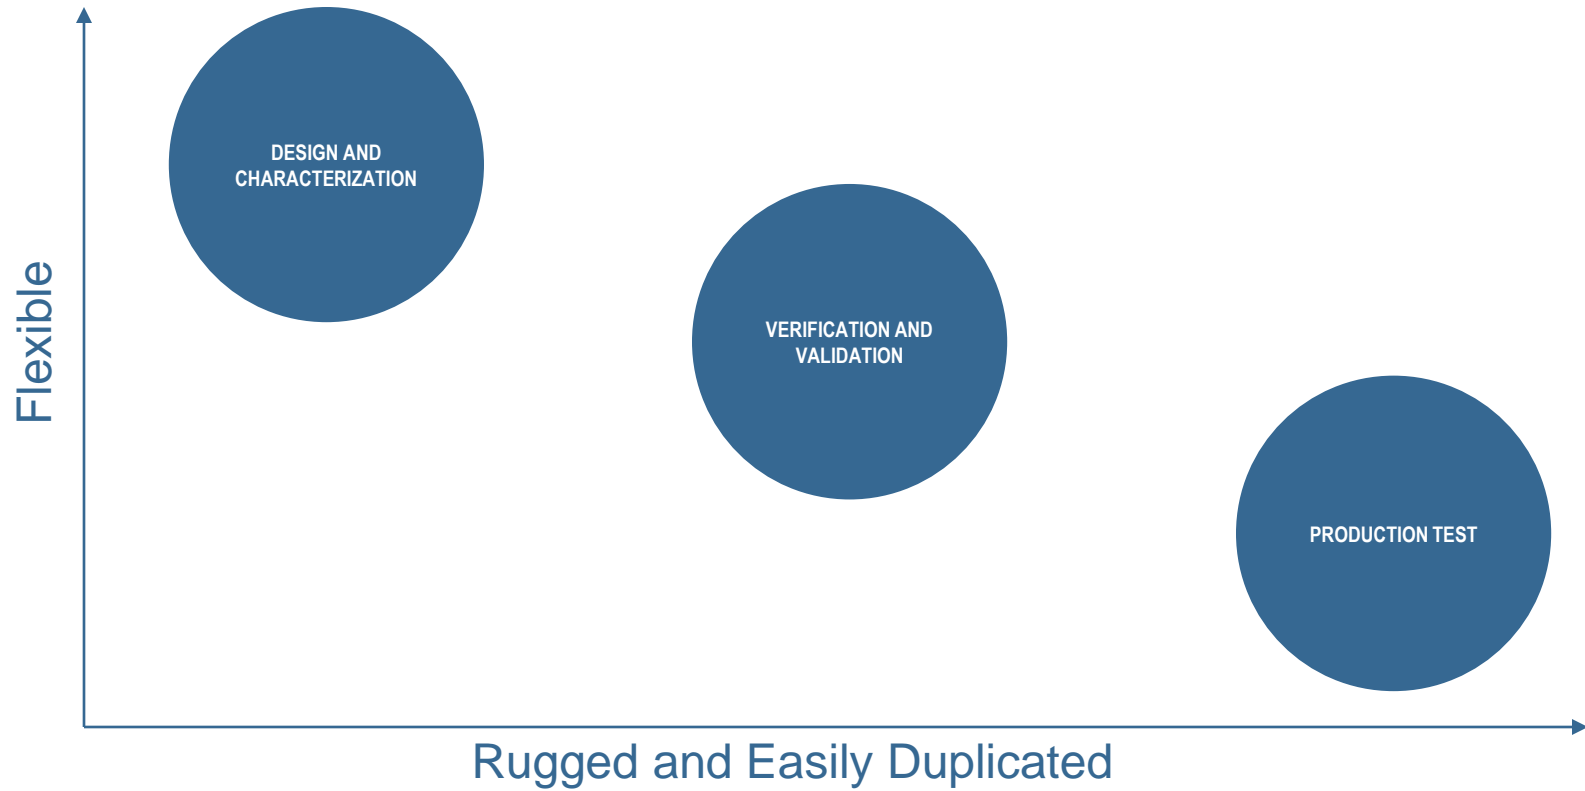 DESIGN AND
CHARACTERIZATION
VERIFICATION AND
VALIDATION
PRODUCTION TEST
Flexible
Rugged and Easily Duplicated